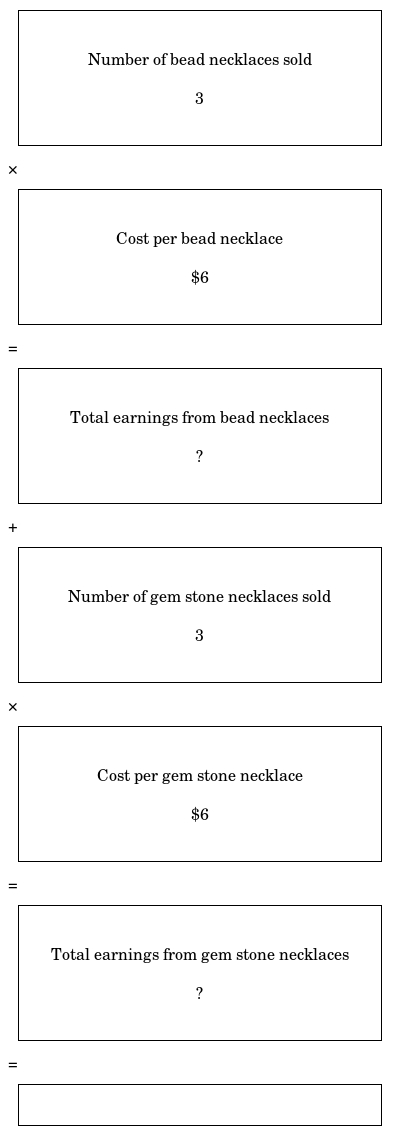 Number of bead necklaces sold
3
×
Cost per bead necklace
$6
=
Total earnings from bead necklaces
?
+
Number of gem stone necklaces sold
3
×
Cost per gem stone necklace
$6
=
Total earnings from gem stone necklaces
?
=